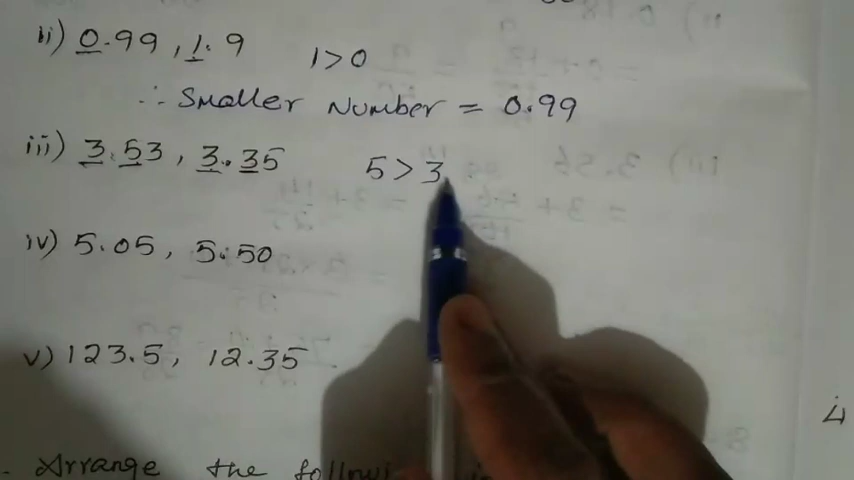 ii) 0.99, 1.9 1>0
∴ Smaller Number = 0.99
iii) 3.53, 3.35 5>3
iv) 5.05, 5.50
v) 123.5, 12.35
Arrange the